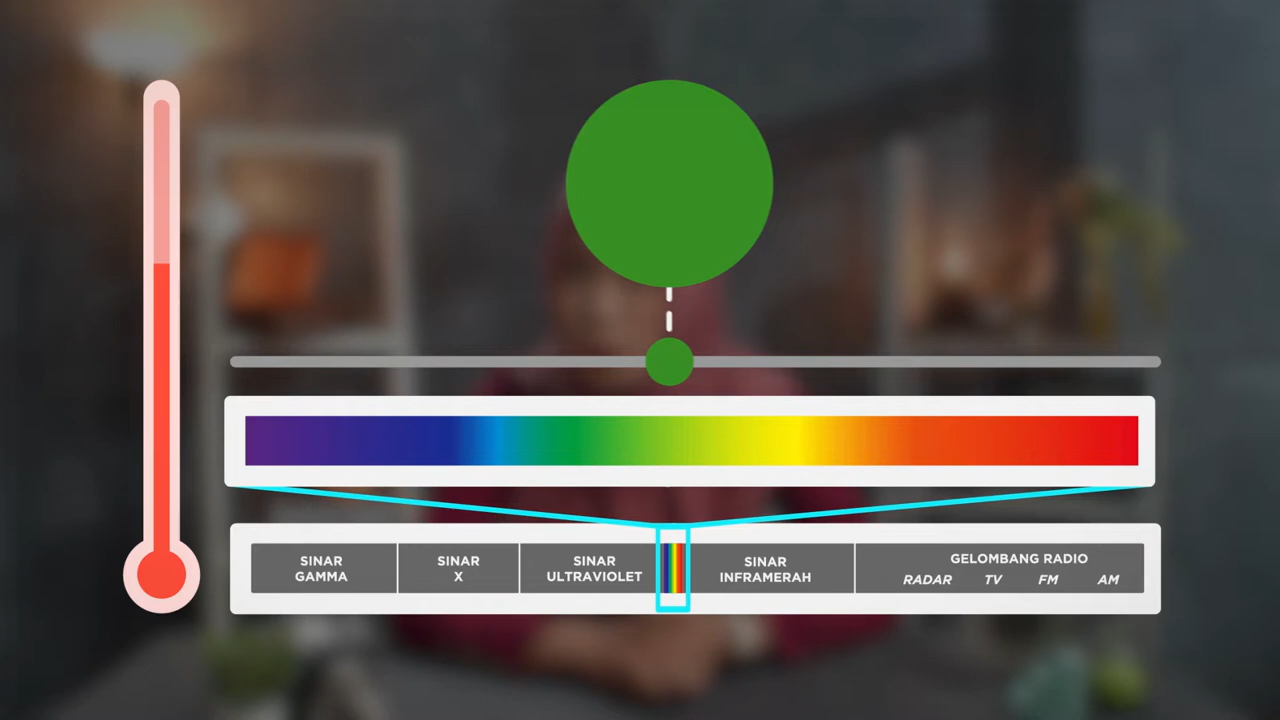 SINAR
GAMMA
SINAR
X
SINAR
ULTRAVIOLET
SINAR
INFRAMERAH
GELOMBANG RADIO
RADAR TV FM AM